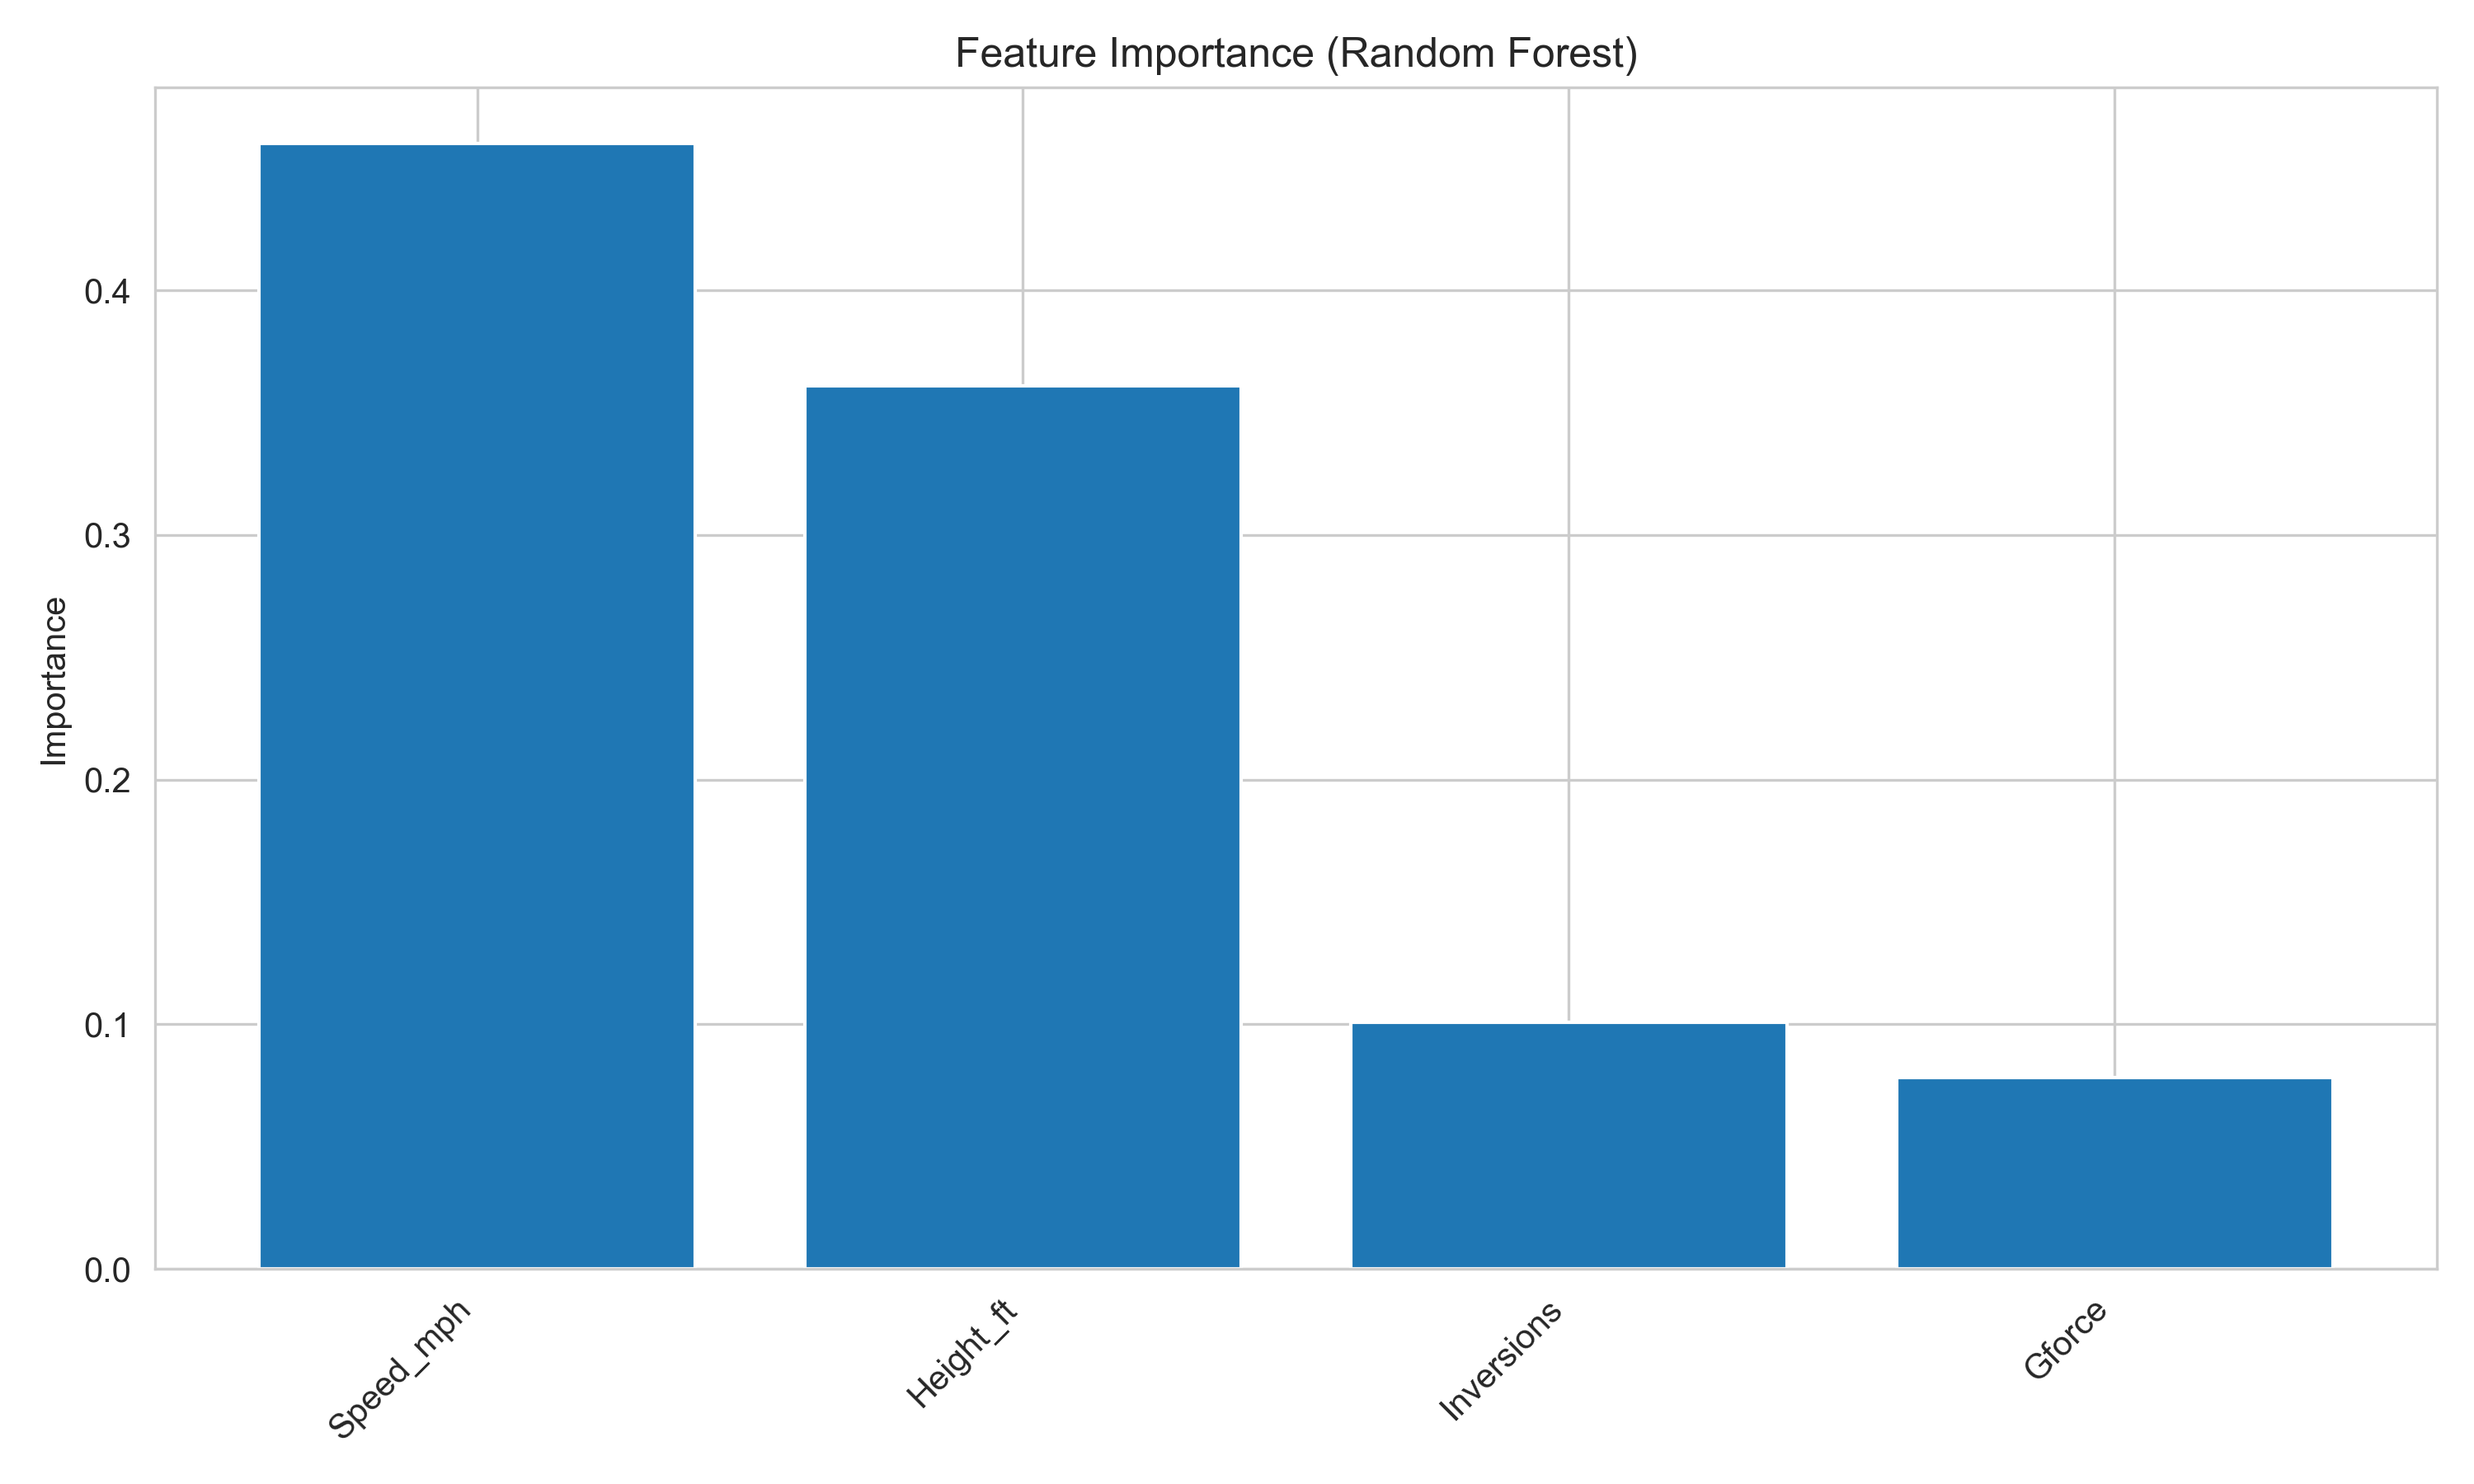 Feature Importance (Random Forest)
Importance
0.4
0.3
0.2
0.1
0.0
Speed_mph
Height_ft
Inversions
Gforce